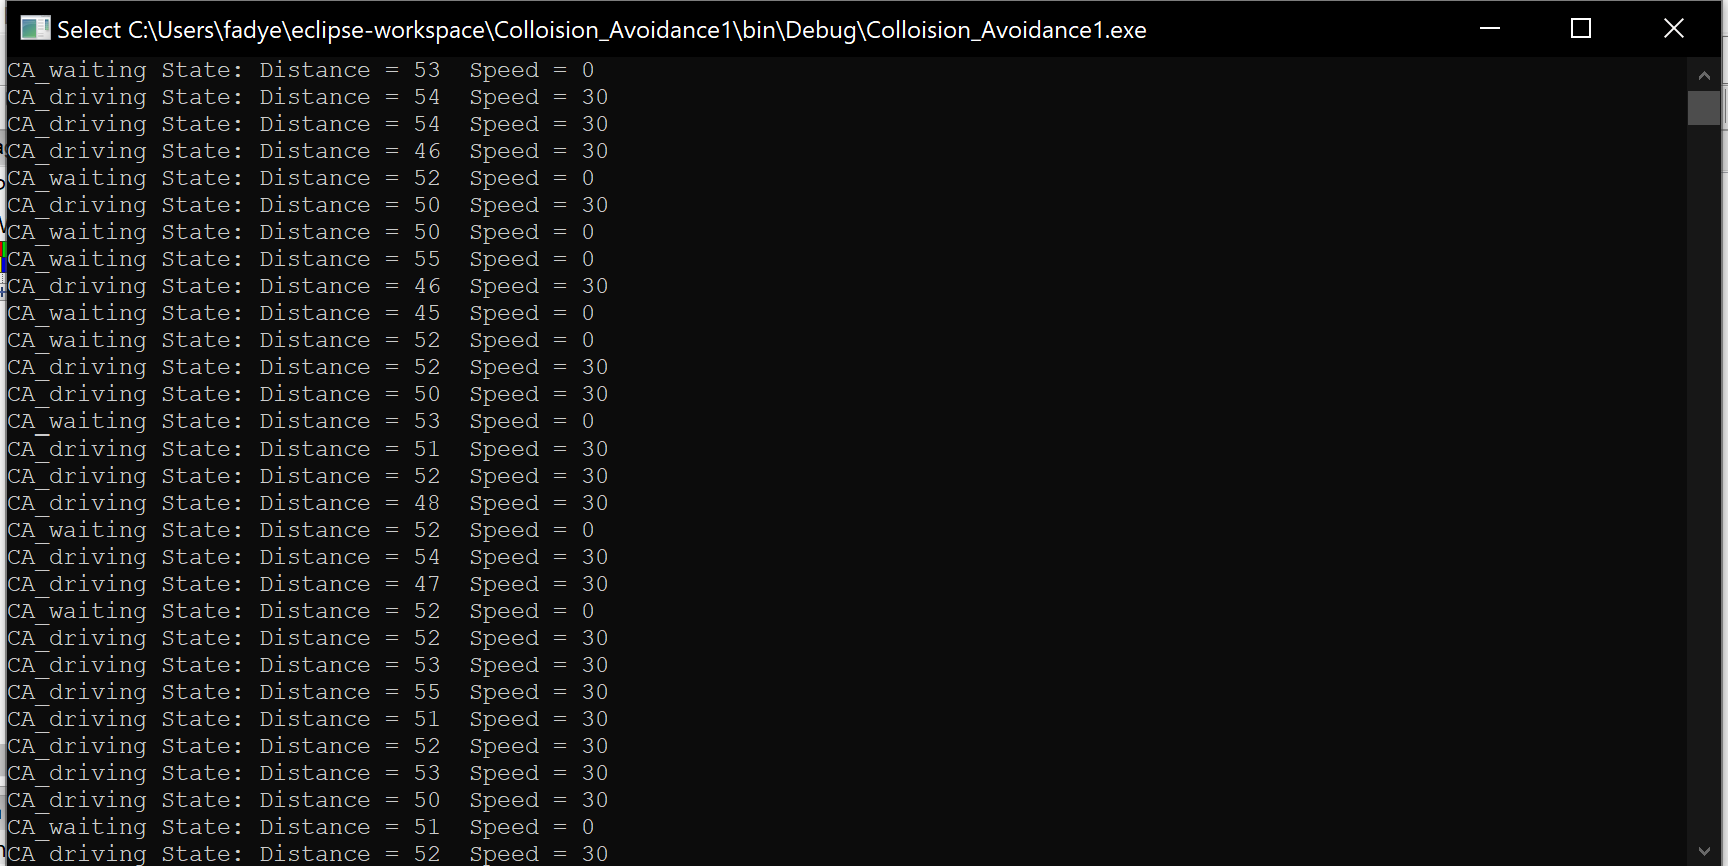 Select C:\Users\fadye\eclipse-workspace\Colloision_Avoidance1\bin\Debug\Colloision_Avoidance1.exe
CA_waiting State: Distance = 53  Speed = 0
CA_driving State: Distance = 54  Speed = 30
CA_driving State: Distance = 54  Speed = 30
CA_driving State: Distance = 46  Speed = 30
CA_waiting State: Distance = 52  Speed = 0
CA_driving State: Distance = 50  Speed = 30
CA_waiting State: Distance = 50  Speed = 0
CA_waiting State: Distance = 55  Speed = 0
CA_driving State: Distance = 46  Speed = 30
CA_waiting State: Distance = 45  Speed = 0
CA_waiting State: Distance = 52  Speed = 0
CA_driving State: Distance = 52  Speed = 30
CA_driving State: Distance = 50  Speed = 30
CA_waiting State: Distance = 53  Speed = 0
CA_driving State: Distance = 51  Speed = 30
CA_driving State: Distance = 52  Speed = 30
CA_driving State: Distance = 48  Speed = 30
CA_waiting State: Distance = 52  Speed = 0
CA_driving State: Distance = 54  Speed = 30
CA_driving State: Distance = 47  Speed = 30
CA_waiting State: Distance = 52  Speed = 0
CA_driving State: Distance = 52  Speed = 30
CA_driving State: Distance = 53  Speed = 30
CA_driving State: Distance = 55  Speed = 30
CA_driving State: Distance = 51  Speed = 30
CA_driving State: Distance = 52  Speed = 30
CA_driving State: Distance = 53  Speed = 30
CA_driving State: Distance = 50  Speed = 30
CA_waiting State: Distance = 51  Speed = 0
CA_driving State: Distance = 52  Speed = 30